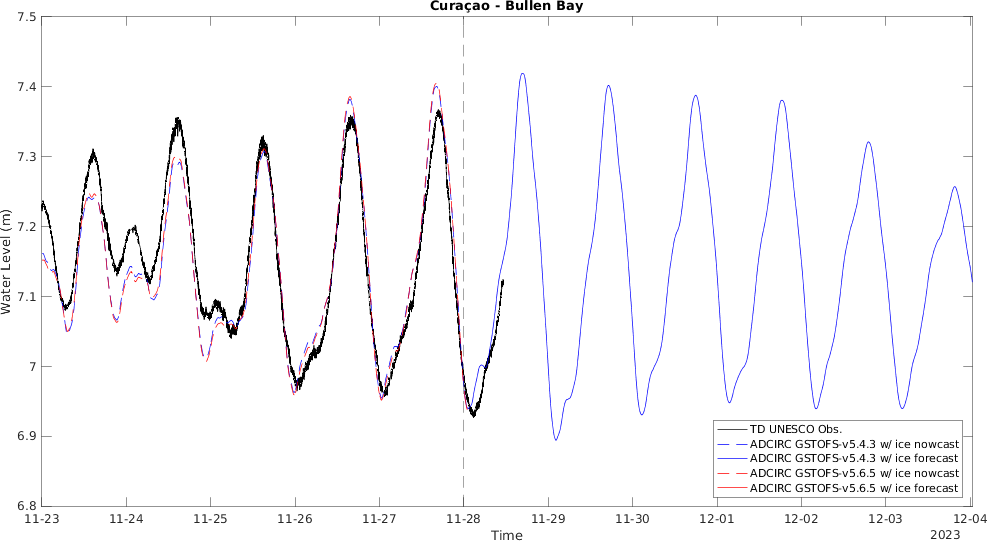 Curaçao - Bullen Bay
Water Level (m)
7.5
7.4
7.3
7.2
7.1
7
6.9
6.8
TD UNESCO Obs.
ADCIRC GSTOFS-v5.4.3 w/ ice nowcast
ADCIRC GSTOFS-v5.4.3 w/ ice forecast
ADCIRC GSTOFS-v5.6.5 w/ ice nowcast
ADCIRC GSTOFS-v5.6.5 w/ ice forecast
11-23 11-24 11-25 11-26 11-27 11-28 11-29 11-30 12-01 12-02 12-03 12-04
Time
2023